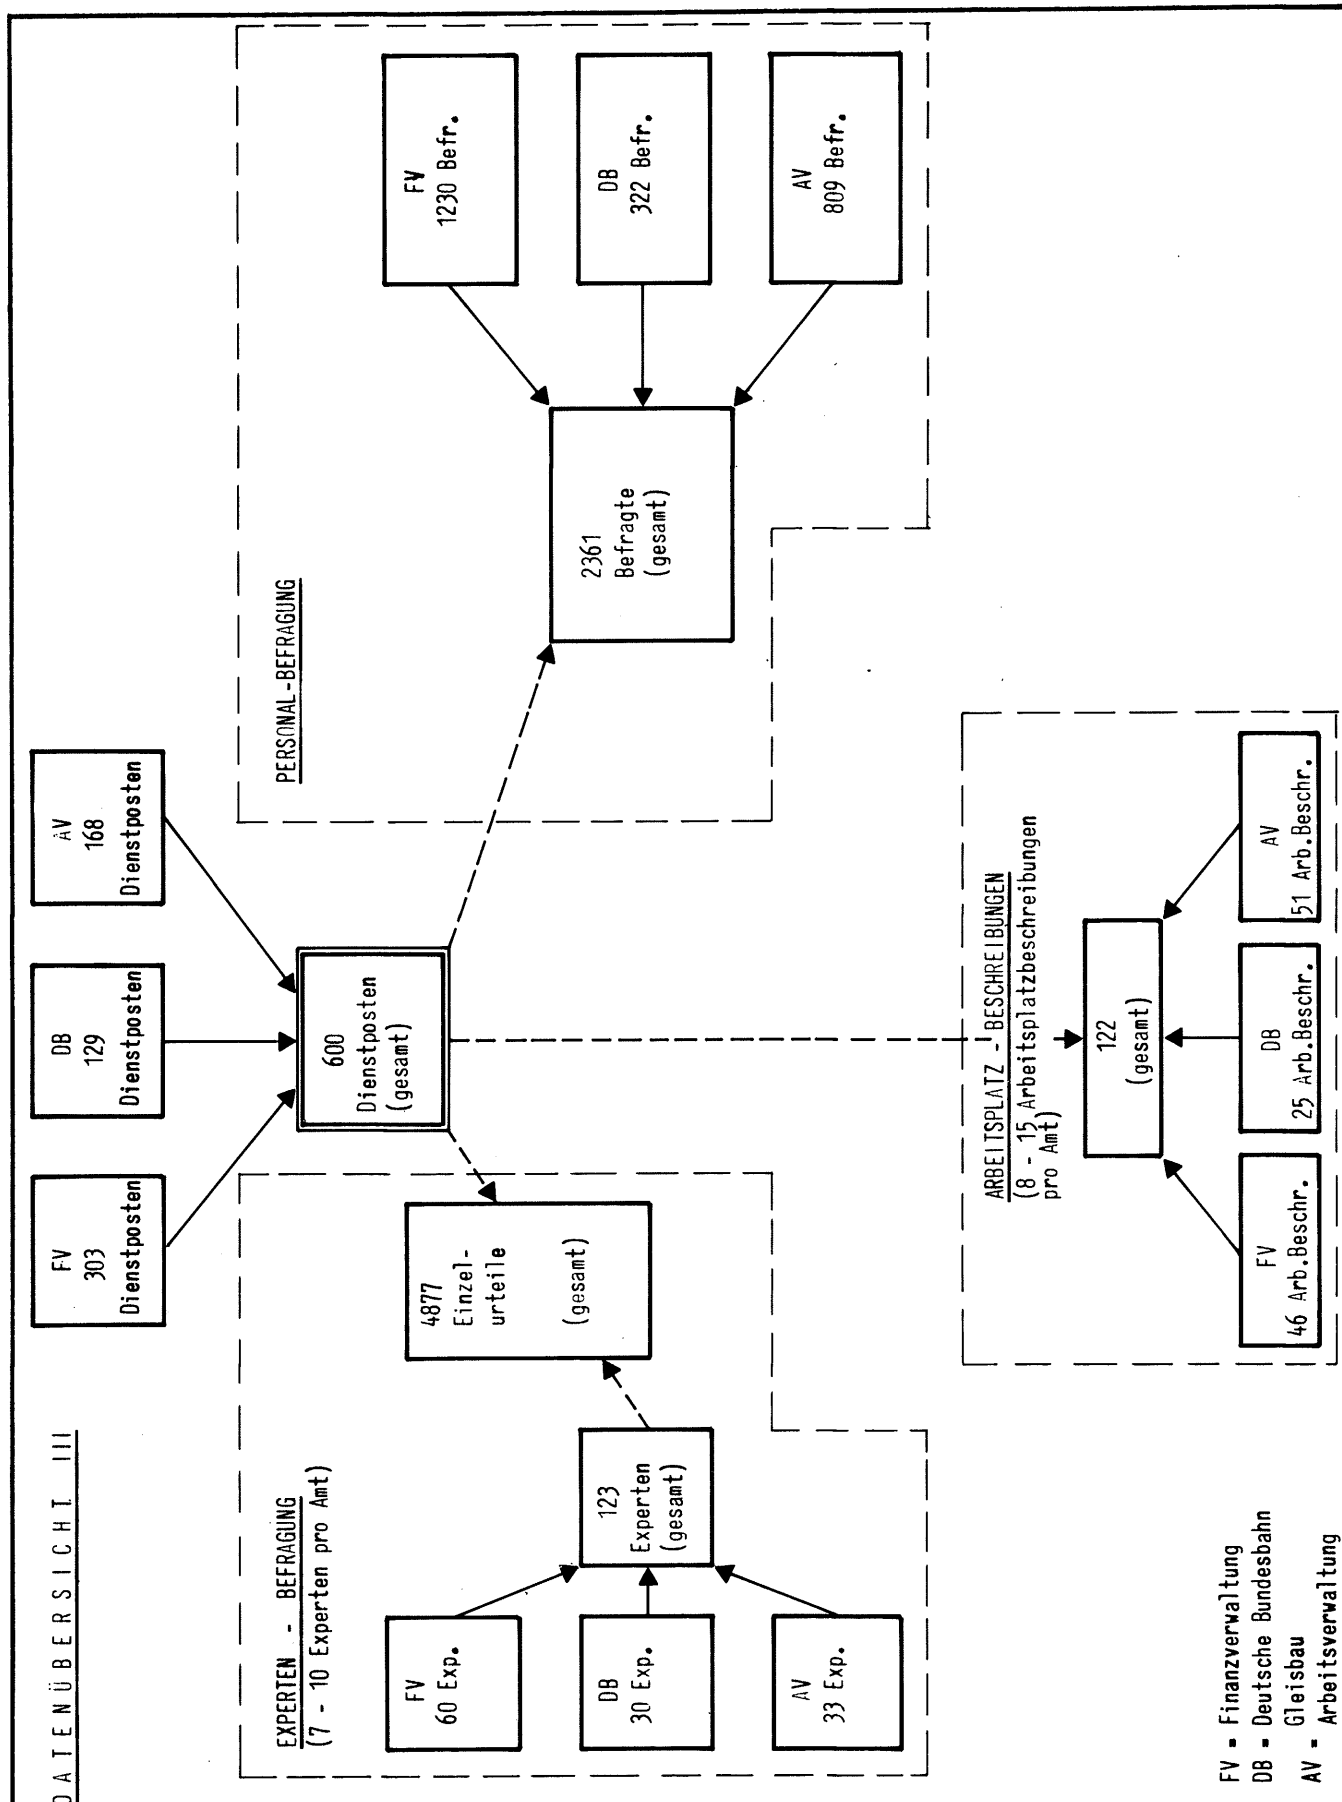 DATENÜBERSICHT III
FV
303
Dienstposten
DB
129
Dienstposten
AV
168
Dienstposten
600
Dienstposten
(gesamt)
EXPERTEN - BEFRAGUNG
(7 - 10 Experten pro Amt)
FV
60 Exp.
DB
30 Exp.
AV
33 Exp.
123
Experten
(gesamt)
4877
Einzel-
urteile
(gesamt)
PERSONAL-BEFRAGUNG
2361
Befragte
(gesamt)
FV
1230 Befr.
DB
322 Befr.
AV
809 Befr.
ARBEITSPLATZ - BESCHREIBUNGEN
(8 - 15 Arbeitsplatzbeschreibungen
pro Amt)
122
(gesamt)
FV
46 Arb.Beschr.
DB
25 Arb.Beschr.
AV
51 Arb.Beschr.
FV = Finanzverwaltung
DB = Deutsche Bundesbahn
Gleisbau
AV = Arbeitsverwaltung